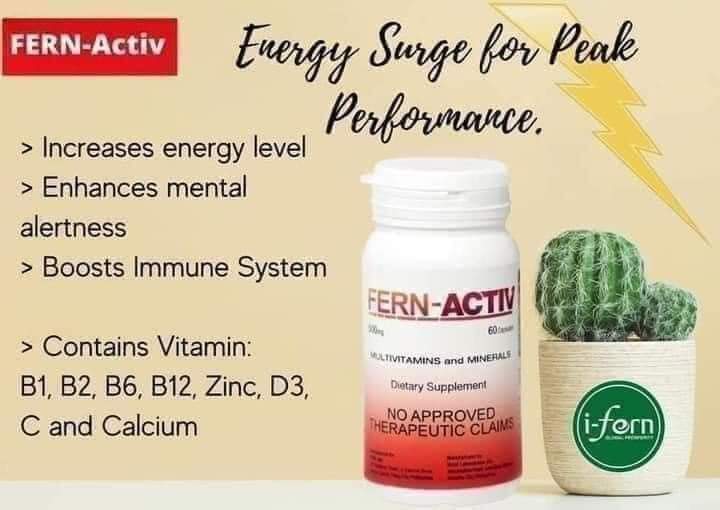 FERN-Activ
Energy Surge for Peak
Performance.
> Increases energy level
> Enhances mental
alertness
> Boosts Immune System
> Contains Vitamin:
B1, B2, B6, B12, Zinc, D3,
C and Calcium
FERN-ACTIV
500mg 60 Capsules
MULTIVITAMINS and MINERALS
Dietary Supplement
NO APPROVED
THERAPEUTIC CLAIMS
i-fern
GLOBAL PROSPERITY